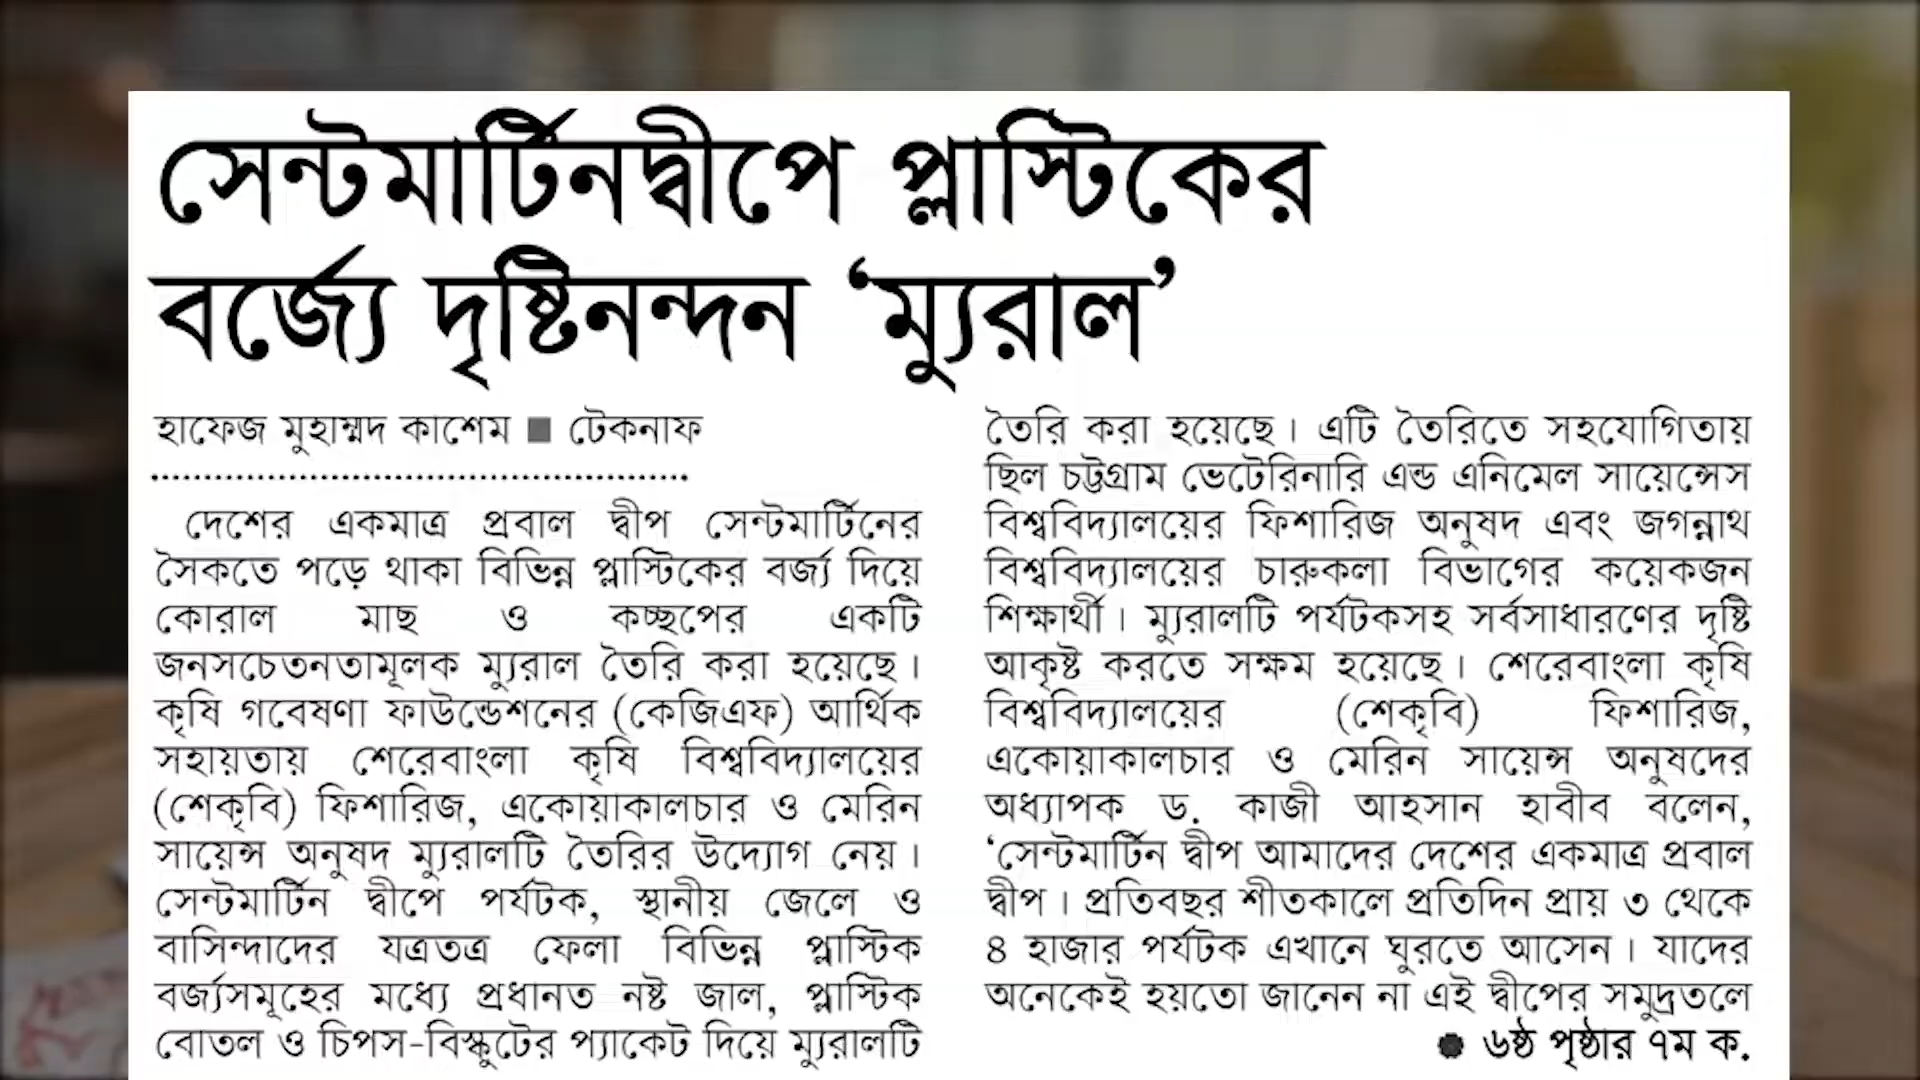 সেন্টমার্টিনদ্বীপে প্লাস্টিকের
বর্জ্যে দৃষ্টিনন্দন ‘ম্যুরাল’
হাফেজ মুহাম্মদ কাশেম ■ টেকনাফ
দেশের একমাত্র প্রবাল দ্বীপ সেন্টমার্টিনের
সৈকতে পড়ে থাকা বিভিন্ন প্লাস্টিকের বর্জ্য দিয়ে
কোরাল মাছ ও কচ্ছপের একটি
জনসচেতনতামূলক ম্যুরাল তৈরি করা হয়েছে।
কৃষি গবেষণা ফাউন্ডেশনের (কেজিএফ) আর্থিক
সহায়তায় শেরেবাংলা কৃষি বিশ্ববিদ্যালয়ের
(শেকৃবি) ফিশারিজ, একোয়াকালচার ও মেরিন
সায়েন্স অনুষদ ম্যুরালটি তৈরির উদ্যোগ নেয়।
সেন্টমার্টিন দ্বীপে পর্যটক, স্থানীয় জেলে ও
বাসিন্দাদের যত্রতত্র ফেলা বিভিন্ন প্লাস্টিক
বর্জ্যসমূহের মধ্যে প্রধানত নষ্ট জাল, প্লাস্টিক
বোতল ও চিপস-বিস্কুটের প্যাকেট দিয়ে ম্যুরালটি
তৈরি করা হয়েছে। এটি তৈরিতে সহযোগিতায়
ছিল চট্টগ্রাম ভেটেরিনারি এন্ড এনিমেল সায়েন্সেস
বিশ্ববিদ্যালয়ের ফিশারিজ অনুষদ এবং জগন্নাথ
বিশ্ববিদ্যালয়ের চারুকলা বিভাগের কয়েকজন
শিক্ষার্থী। ম্যুরালটি পর্যটকসহ সর্বসাধারণের দৃষ্টি
আকৃষ্ট করতে সক্ষম হয়েছে। শেরেবাংলা কৃষি
বিশ্ববিদ্যালয়ের (শেকৃবি) ফিশারিজ,
একোয়াকালচার ও মেরিন সায়েন্স অনুষদের
অধ্যাপক ড. কাজী আহসান হাবীব বলেন,
‘সেন্টমার্টিন দ্বীপ আমাদের দেশের একমাত্র প্রবাল
দ্বীপ। প্রতিবছর শীতকালে প্রতিদিন প্রায় ৩ থেকে
৪ হাজার পর্যটক এখানে ঘুরতে আসেন। যাদের
অনেকেই হয়তো জানেন না এই দ্বীপের সমুদ্রতলে
● ৬ষ্ঠ পৃষ্ঠার ৭ম ক.